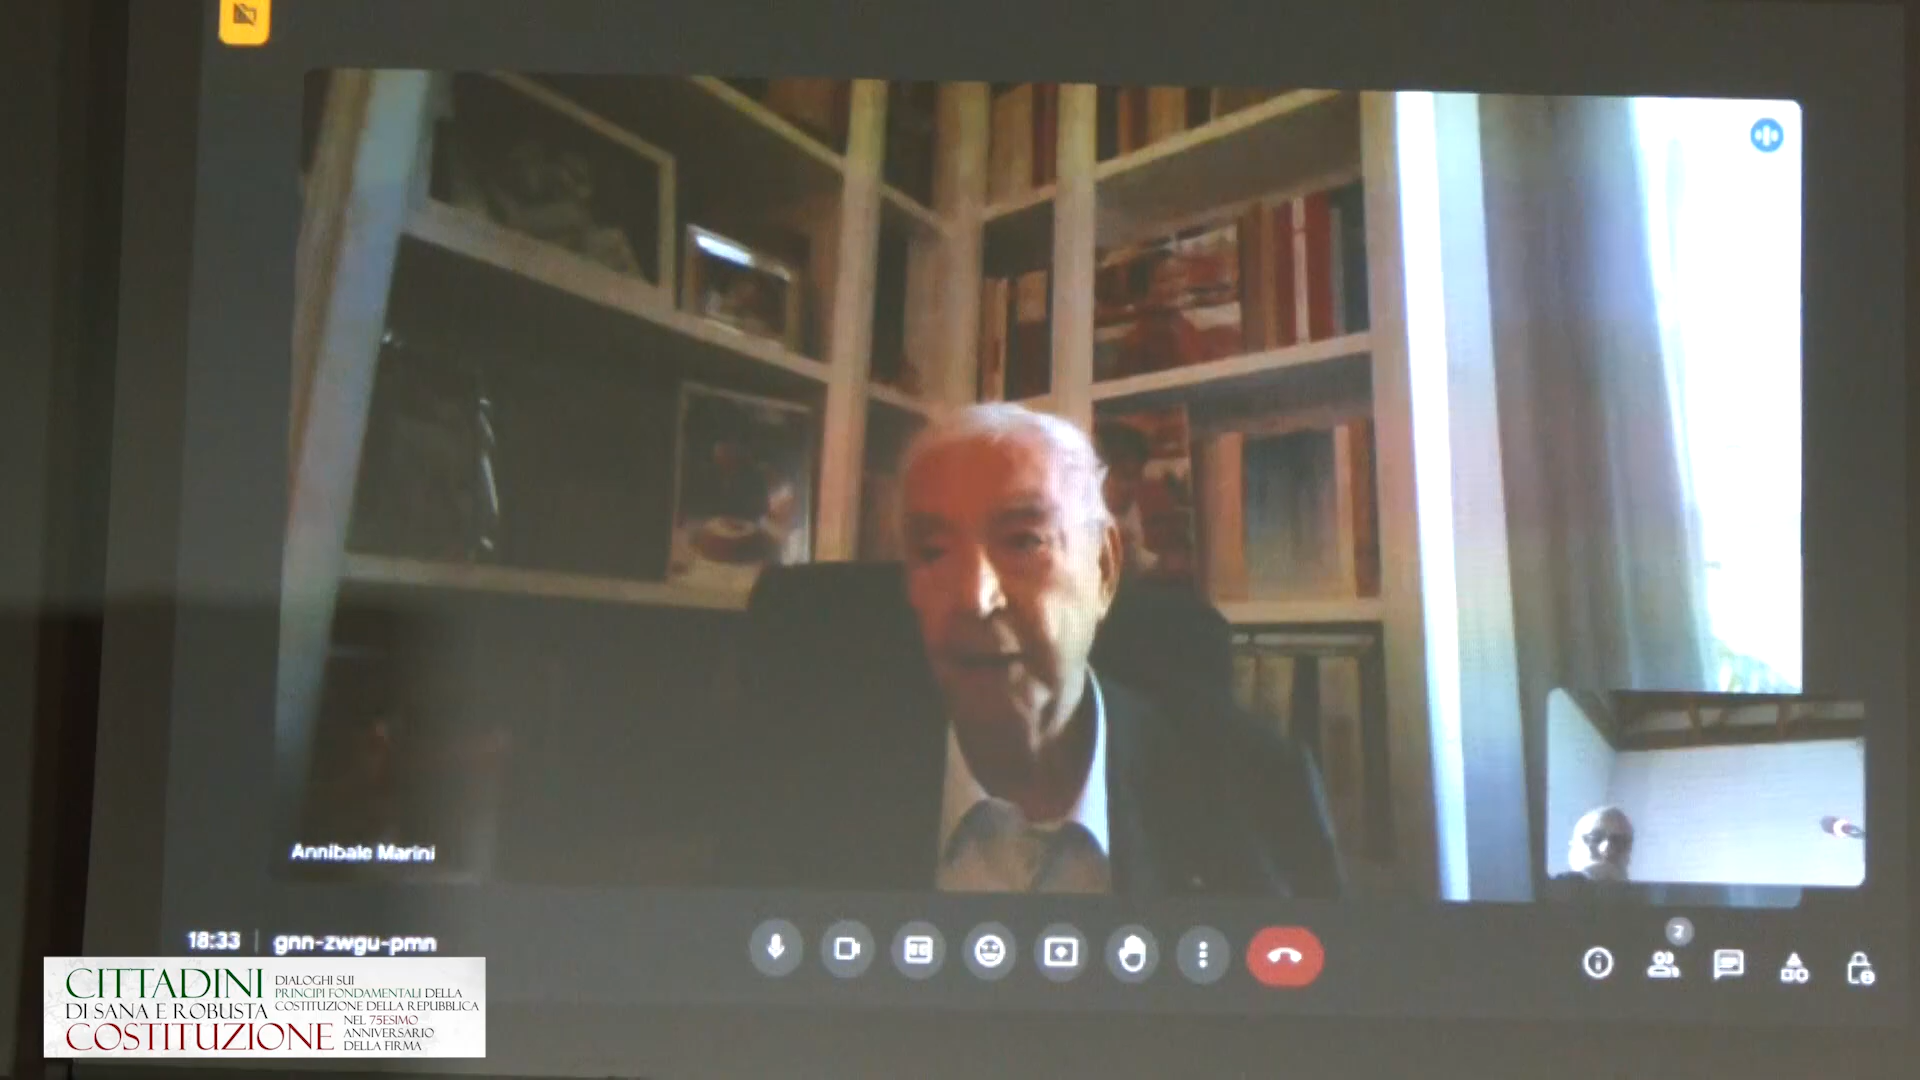 Annibale Marini
18:33 | gnn-zwgu-pmn
2
CITTADINI
DI SANA E ROBUSTA
COSTITUZIONE
DIALOGHI SUI
PRINCIPI FONDAMENTALI DELLA
COSTITUZIONE DELLA REPUBBLICA
NEL 75ESIMO
ANNIVERSARIO
DELLA FIRMA